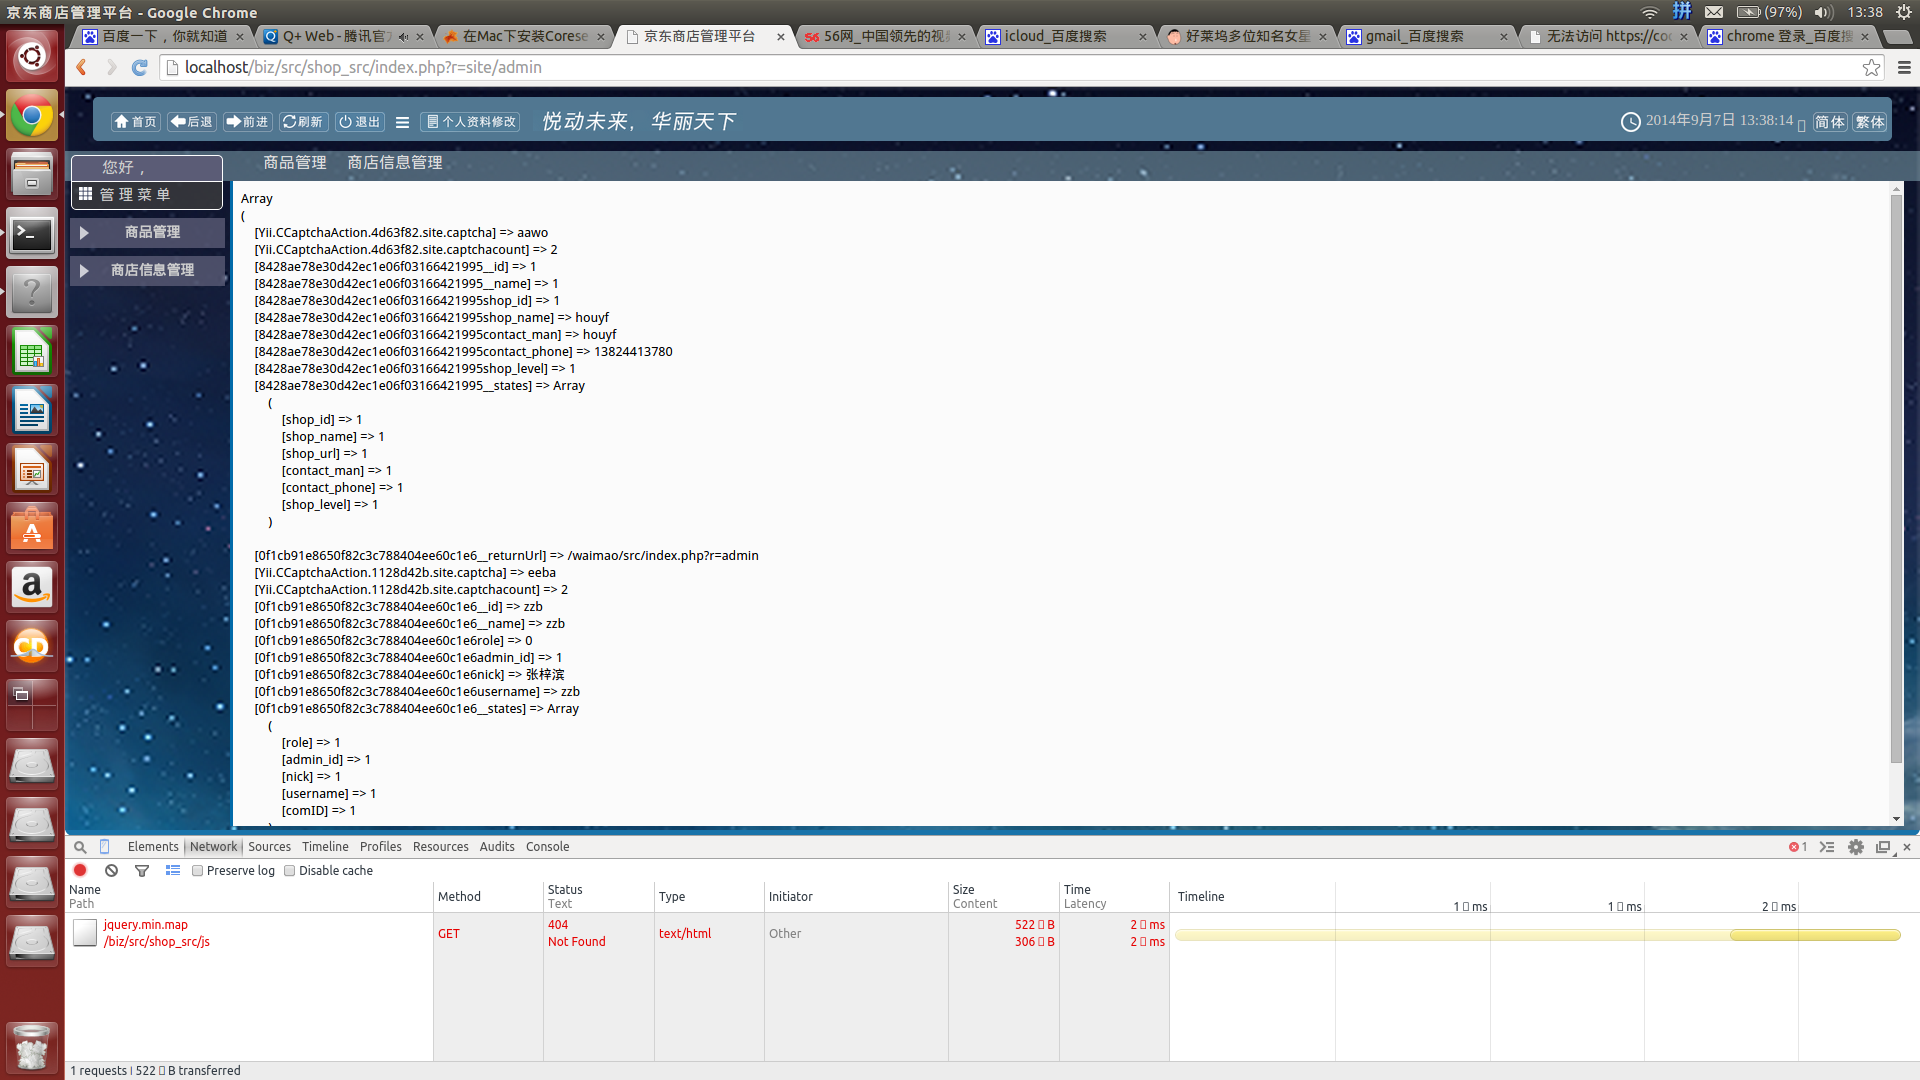 京东商店管理平台 - Google Chrome
拼 (97%) 13:38
百度一下，你就知道 Q+ Web - 腾讯官方 在Mac下安装Corese 京东商店管理平台 56网_中国领先的视频 icloud_百度搜索 好莱坞多位知名女星 gmail_百度搜索 无法访问 https://co chrome 登录_百度搜
localhost/biz/src/shop_src/index.php?r=site/admin
首页 后退 前进 刷新 退出 个人资料修改 悦动未来，华丽天下 2014年9月7日 13:38:14 简体 繁体
您好， 商品管理 商店信息管理
管理菜单
商品管理
商店信息管理
Array
(
[Yii.CCaptchaAction.4d63f82.site.captcha] => aawo
[Yii.CCaptchaAction.4d63f82.site.captchacount] => 2
[8428ae78e30d42ec1e06f03166421995__id] => 1
[8428ae78e30d42ec1e06f03166421995__name] => 1
[8428ae78e30d42ec1e06f03166421995shop_id] => 1
[8428ae78e30d42ec1e06f03166421995shop_name] => houyf
[8428ae78e30d42ec1e06f03166421995contact_man] => houyf
[8428ae78e30d42ec1e06f03166421995contact_phone] => 13824413780
[8428ae78e30d42ec1e06f03166421995shop_level] => 1
[8428ae78e30d42ec1e06f03166421995__states] => Array
(
[shop_id] => 1
[shop_name] => 1
[shop_url] => 1
[contact_man] => 1
[contact_phone] => 1
[shop_level] => 1
)
[0f1cb91e8650f82c3c788404ee60c1e6__returnUrl] => /waimao/src/index.php?r=admin
[Yii.CCaptchaAction.1128d42b.site.captcha] => eeba
[Yii.CCaptchaAction.1128d42b.site.captchacount] => 2
[0f1cb91e8650f82c3c788404ee60c1e6__id] => zzb
[0f1cb91e8650f82c3c788404ee60c1e6__name] => zzb
[0f1cb91e8650f82c3c788404ee60c1e6role] => 0
[0f1cb91e8650f82c3c788404ee60c1e6admin_id] => 1
[0f1cb91e8650f82c3c788404ee60c1e6nick] => 张梓滨
[0f1cb91e8650f82c3c788404ee60c1e6username] => zzb
[0f1cb91e8650f82c3c788404ee60c1e6__states] => Array
(
[role] => 1
[admin_id] => 1
[nick] => 1
[username] => 1
[comID] => 1
Elements Network Sources Timeline Profiles Resources Audits Console 1
Preserve log Disable cache
Name Path Method Status Text Type Initiator Size Content Time Latency Timeline 1 ms 1 ms 2 ms
jquery.min.map 404 522 B 2 ms
GET text/html Other
/biz/src/shop_src/js Not Found 306 B 2 ms
1 requests | 522 B transferred